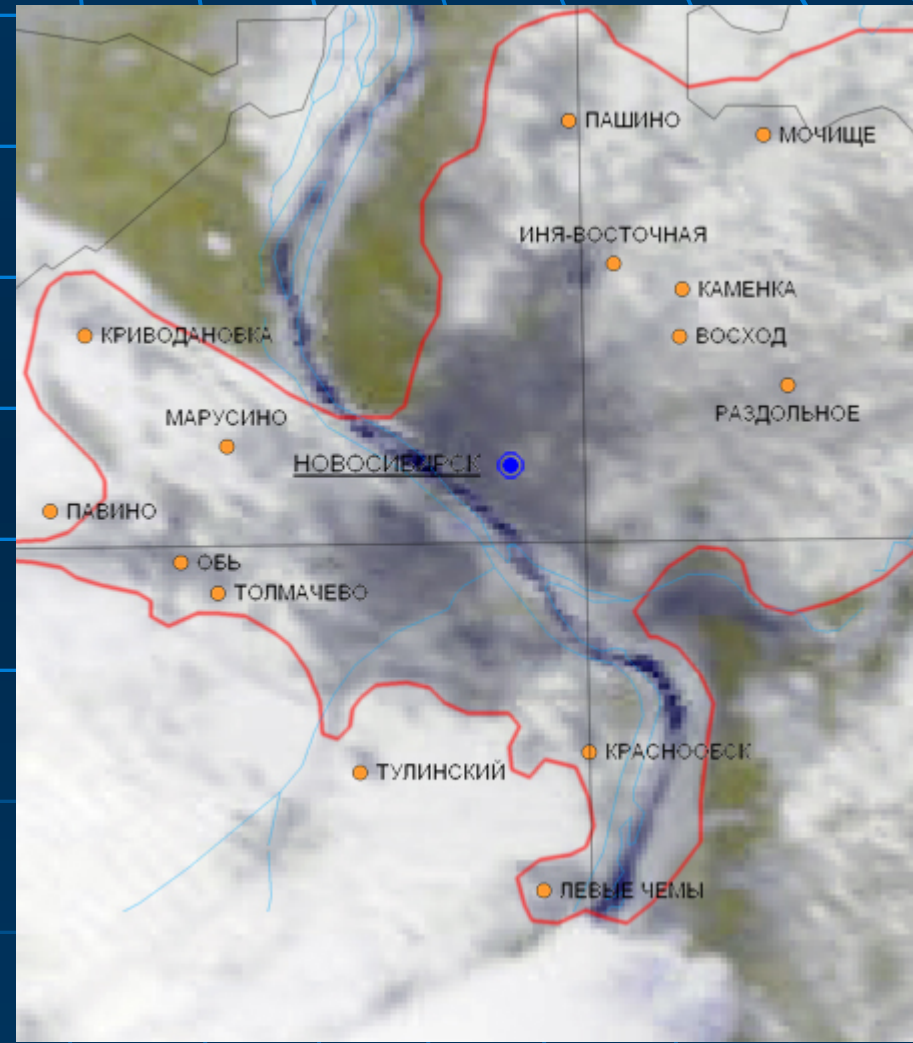 ПАШИНО
МОЧИЩЕ
ИНЯ-ВОСТОЧНАЯ
КАМЕНКА
КРИВОДАНОВКА
ВОСХОД
РАЗДОЛЬНОЕ
МАРУСИНО
НОВОСИБИРСК
ПАВИНО
ОБЬ
ТОЛМАЧЕВО
КРАСНООБСК
ТУЛИНСКИЙ
ЛЕВЫЕ ЧЕМЫ